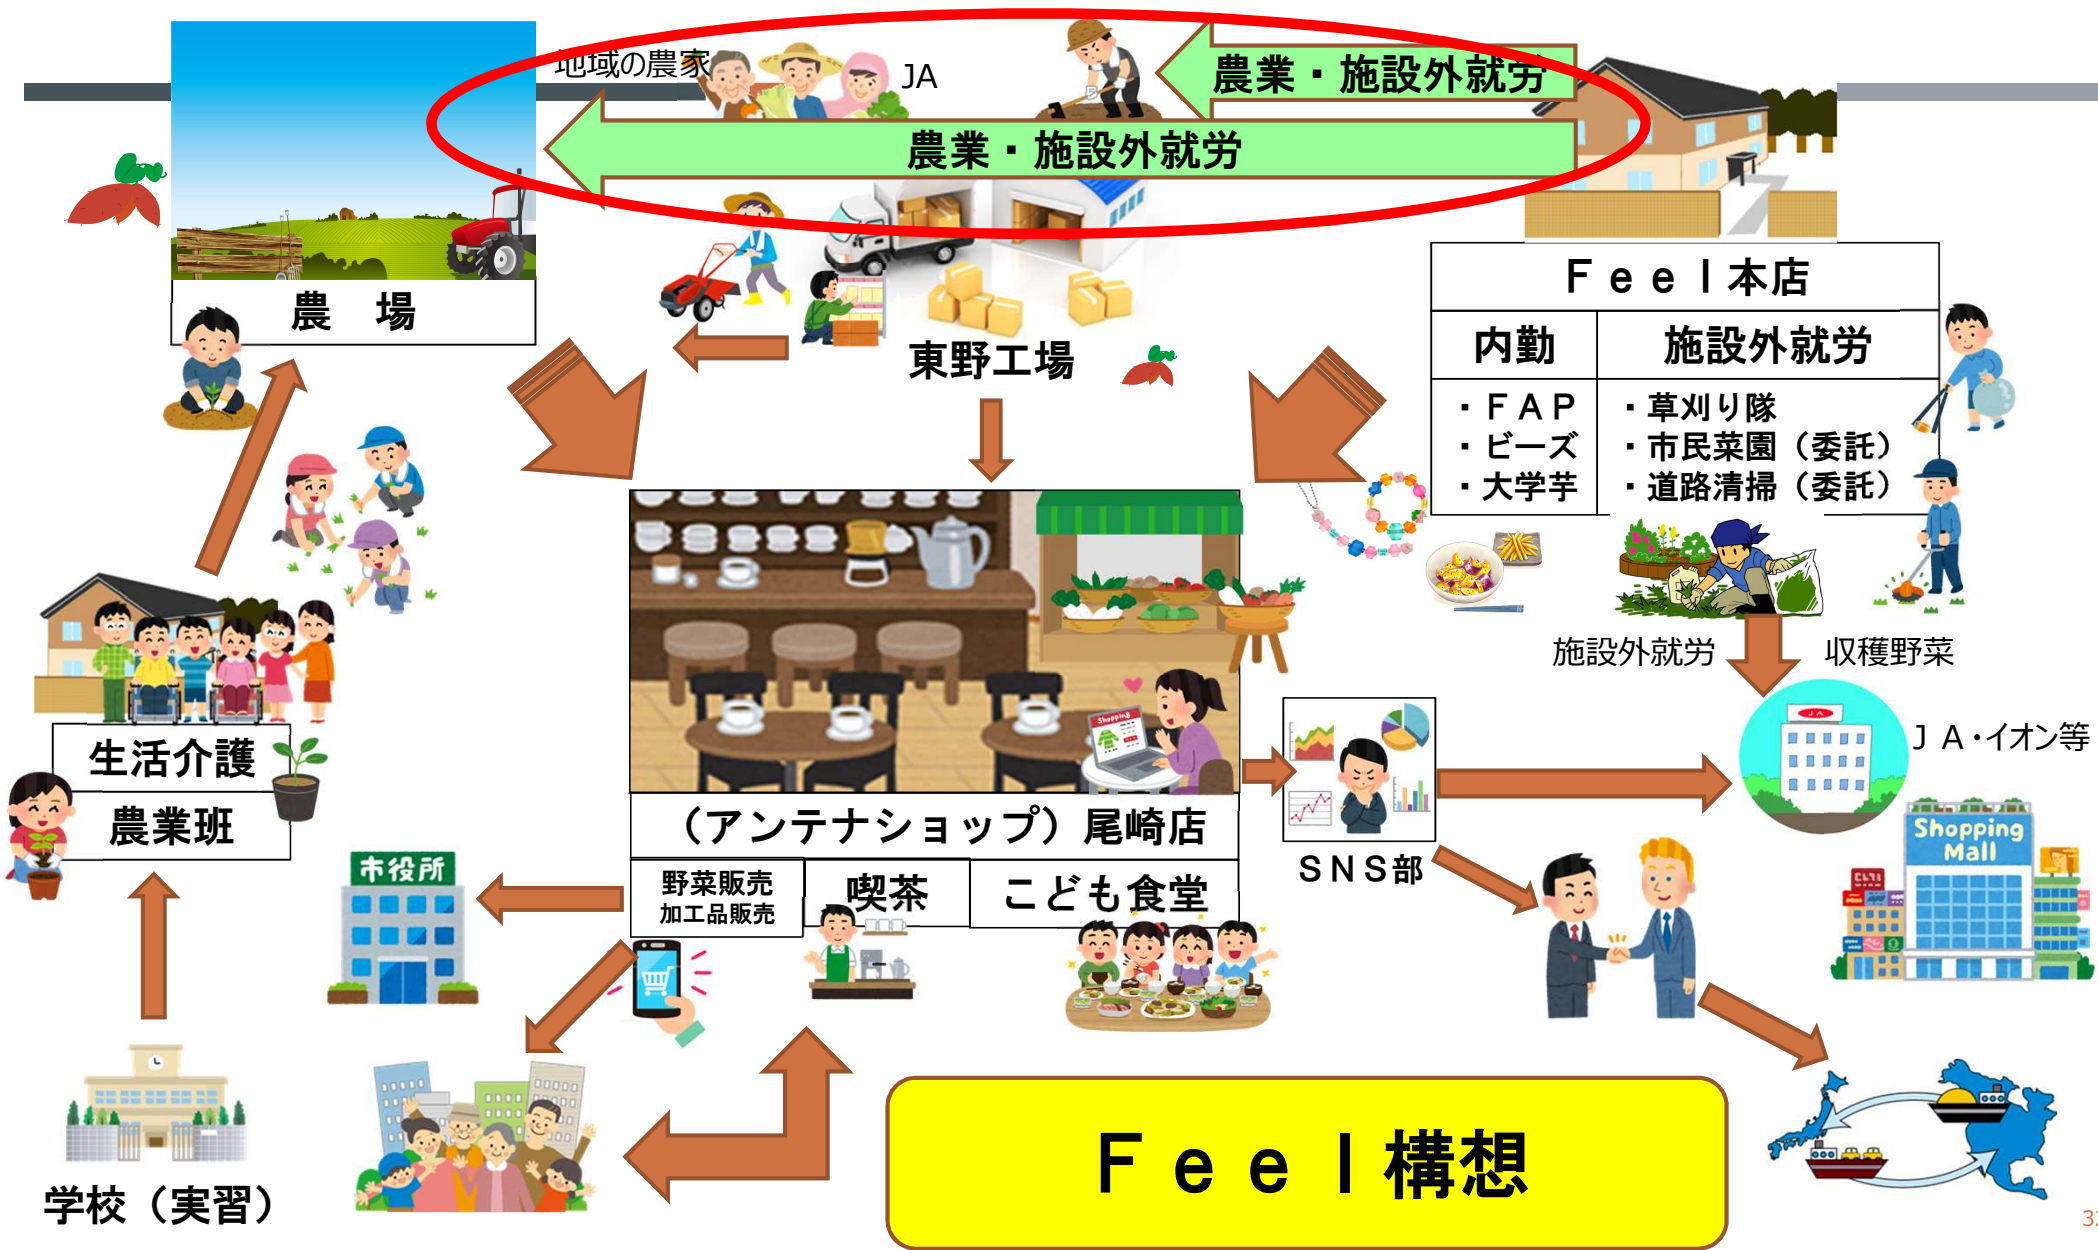 地域の農家
JA
農業・施設外就労
農業・施設外就労
農　場
東野工場
Ｆｅｅｌ本店
内勤
施設外就労
・ＦＡＰ
・ビーズ
・大学芋
・草刈り隊
・市民菜園（委託）
・道路清掃（委託）
施設外就労
収穫野菜
JA
ＪＡ・イオン等
Shopping
Mall
Shopping
生活介護
農業班
（アンテナショップ）尾崎店
野菜販売
加工品販売
喫茶
こども食堂
ＳＮＳ部
市役所
学校（実習）
Ｆｅｅｌ構想
32